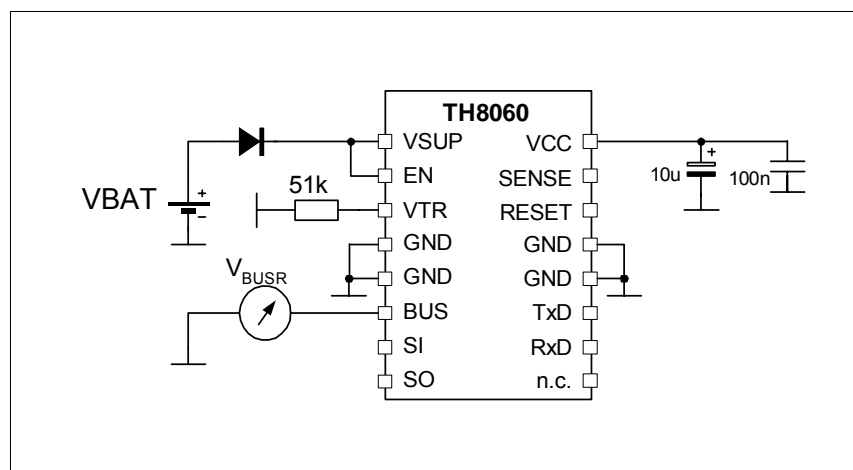 TH8060
VSUP
VCC
EN
SENSE
10u
+
100n
51k
VBAT
+
–
VTR
RESET
GND
GND
V BUSR
GND
GND
BUS
TxD
SI
RxD
SO
n.c.